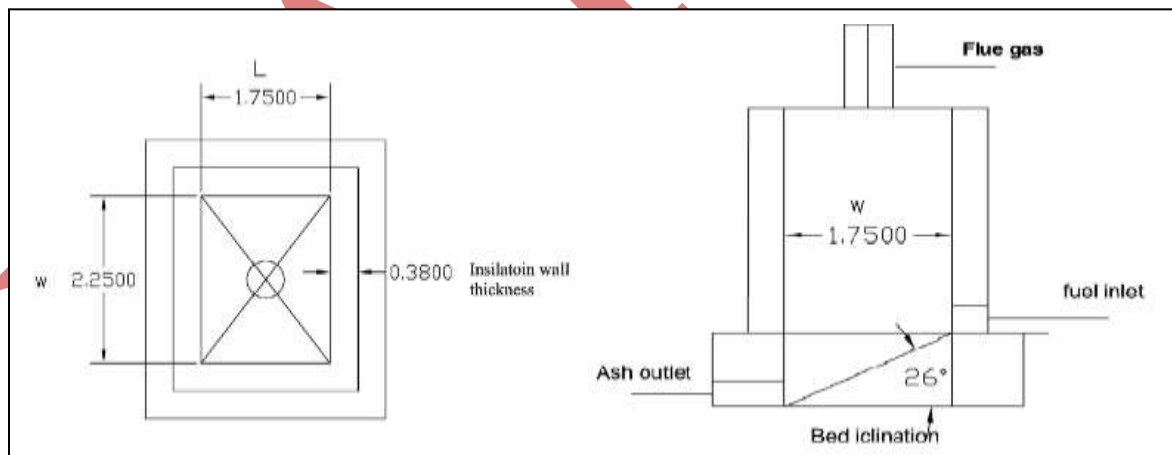 L
1.7500
w
2.2500
0.3800
Insilatoin wall
thickness
Flue gas
w
1.7500
fuel inlet
Ash outlet
26°
Bed iclination